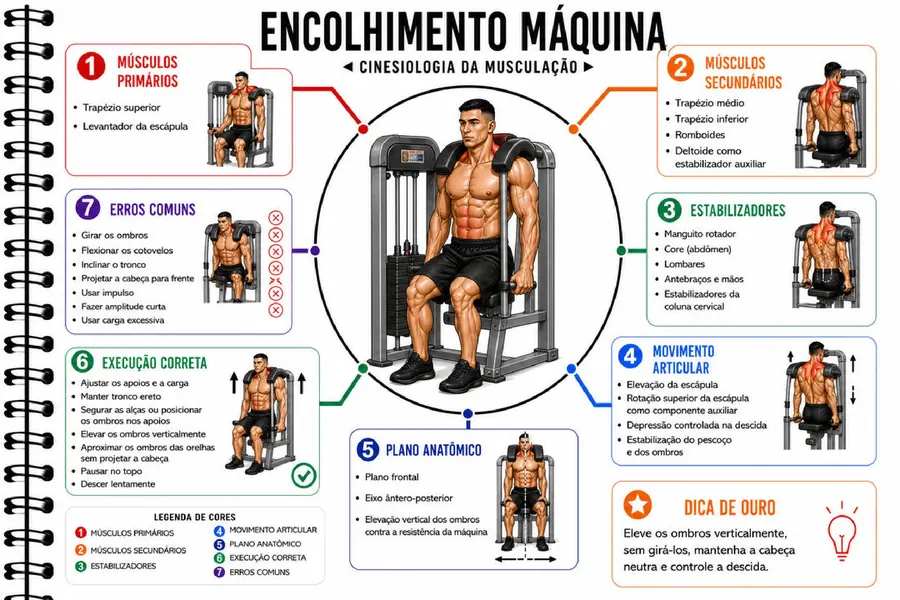 ENCOLHIMENTO MÁQUINA
CINESIOLOGIA DA MUSCULAÇÃO
1 MÚSCULOS
PRIMÁRIOS
• Trapézio superior
• Levantador da escápula
2 MÚSCULOS
SECUNDÁRIOS
• Trapézio médio
• Trapézio inferior
• Romboides
• Deltoide como
estabilizador auxiliar
7 ERROS COMUNS
• Girar os ombros
• Flexionar os cotovelos
• Inclinar o tronco
• Projetar a cabeça para frente
• Usar impulso
• Fazer amplitude curta
• Usar carga excessiva
3 ESTABILIZADORES
• Manguito rotador
• Core (abdômen)
• Lombares
• Antebraços e mãos
• Estabilizadores da
coluna cervical
6 EXECUÇÃO CORRETA
• Ajustar os apoios e a carga
• Manter tronco ereto
• Segurar as alças ou posicionar
os ombros nos apoios
• Elevar os ombros verticalmente
• Aproximar os ombros das orelhas
sem projetar a cabeça
• Pausar no topo
• Descer lentamente
4 MOVIMENTO
ARTICULAR
• Elevação da escápula
• Rotação superior da escápula
como componente auxiliar
• Depressão controlada na descida
• Estabilização do pescoço
e dos ombros
5 PLANO ANATÔMICO
• Plano frontal
• Eixo ântero-posterior
• Elevação vertical dos ombros
contra a resistência da máquina
LEGENDA DE CORES
1 MÚSCULOS PRIMÁRIOS
2 MÚSCULOS SECUNDÁRIOS
3 ESTABILIZADORES
4 MOVIMENTO ARTICULAR
5 PLANO ANATÔMICO
6 EXECUÇÃO CORRETA
7 ERROS COMUNS
DICA DE OURO
Eleve os ombros verticalmente,
sem girá-los, mantenha a cabeça
neutra e controle a descida.